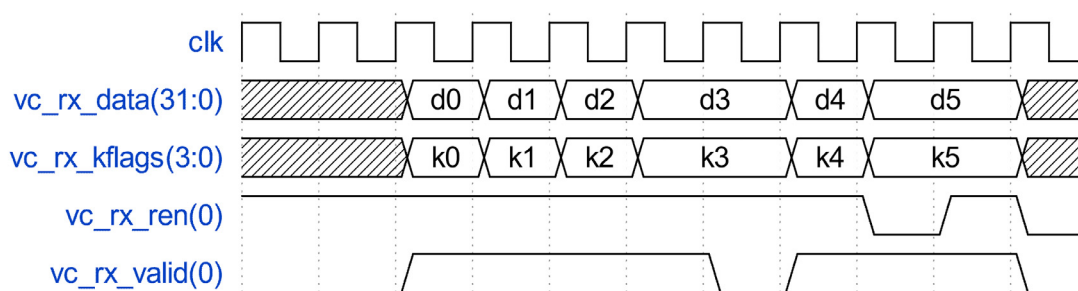 clk
vc_rx_data(31:0) d0 d1 d2 d3 d4 d5
vc_rx_kflags(3:0) k0 k1 k2 k3 k4 k5
vc_rx_ren(0)
vc_rx_valid(0)